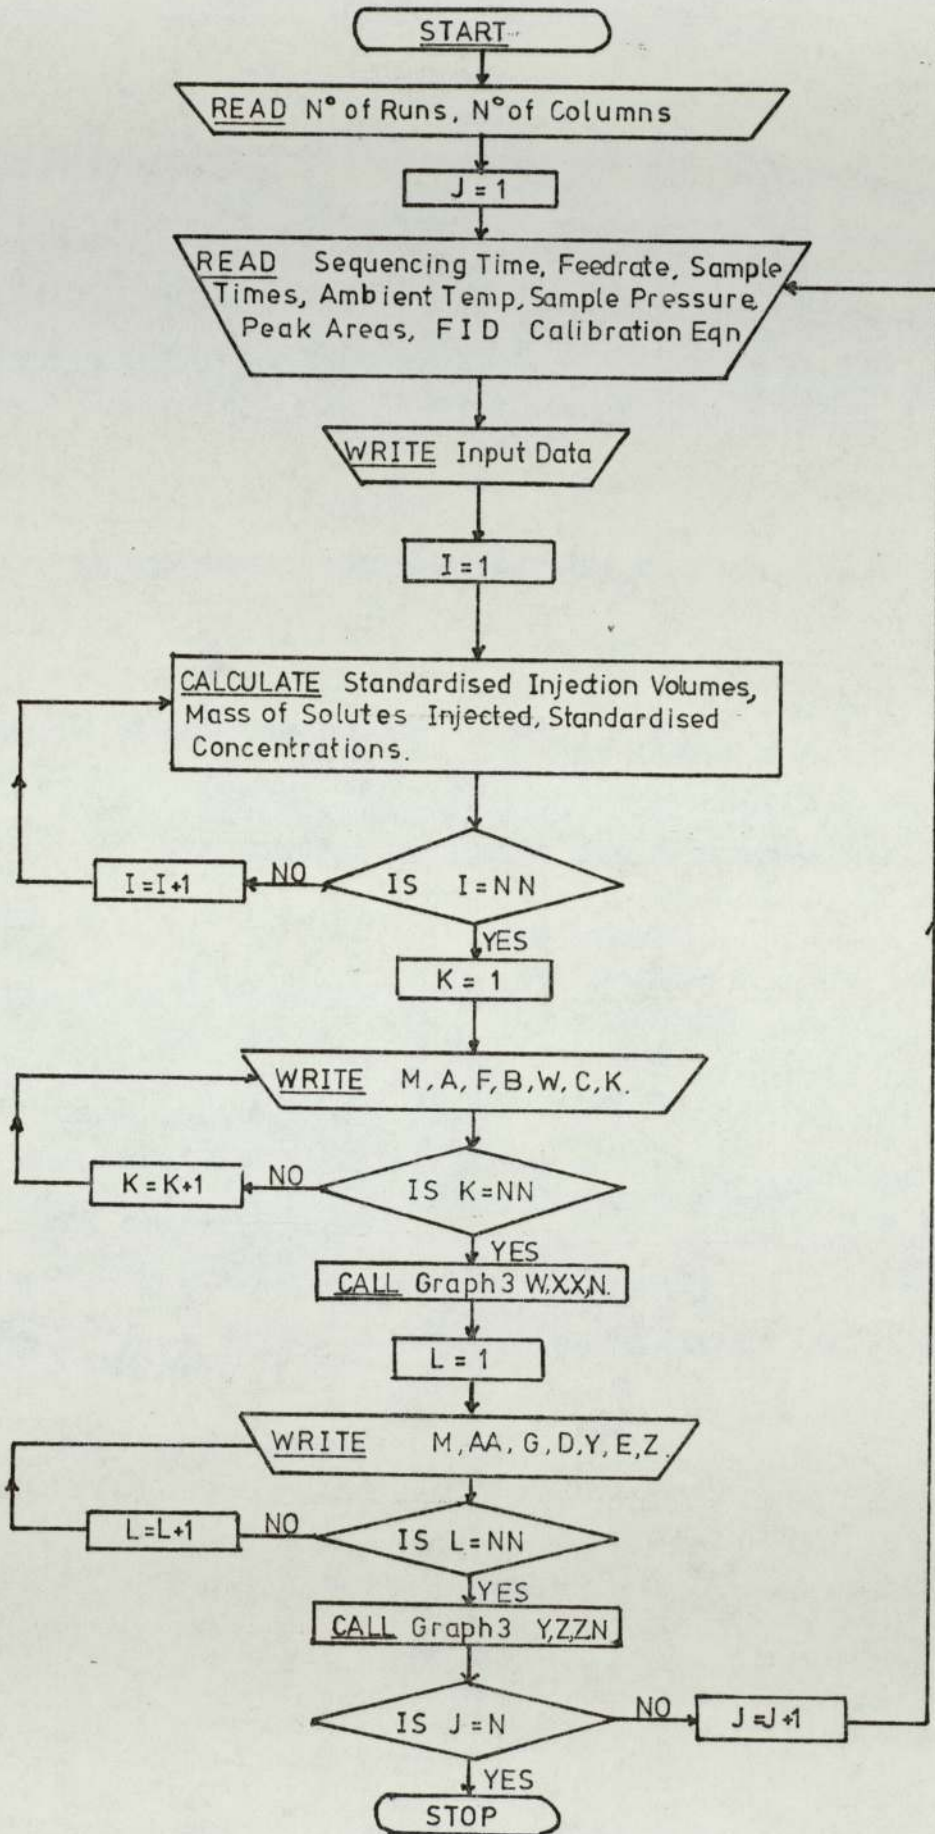 START
READ N° of Runs, N° of Columns
J = 1
READ Sequencing Time, Feedrate, Sample
Times, Ambient Temp, Sample Pressure,
Peak Areas, FID Calibration Eqn
WRITE Input Data
I = 1
CALCULATE Standardised Injection Volumes,
Mass of Solutes Injected, Standardised
Concentrations.
I=I+1
NO
IS I=NN
YES
K = 1
WRITE M, A, F, B, W, C, K.
K=K+1
NO
IS K=NN
YES
CALL Graph3 W,X,X,N.
L = 1
WRITE M, AA, G, D, Y, E, Z.
L=L+1
NO
IS L=NN
YES
CALL Graph3 Y,Z,Z,N
IS J=N
NO
J=J+1
YES
STOP